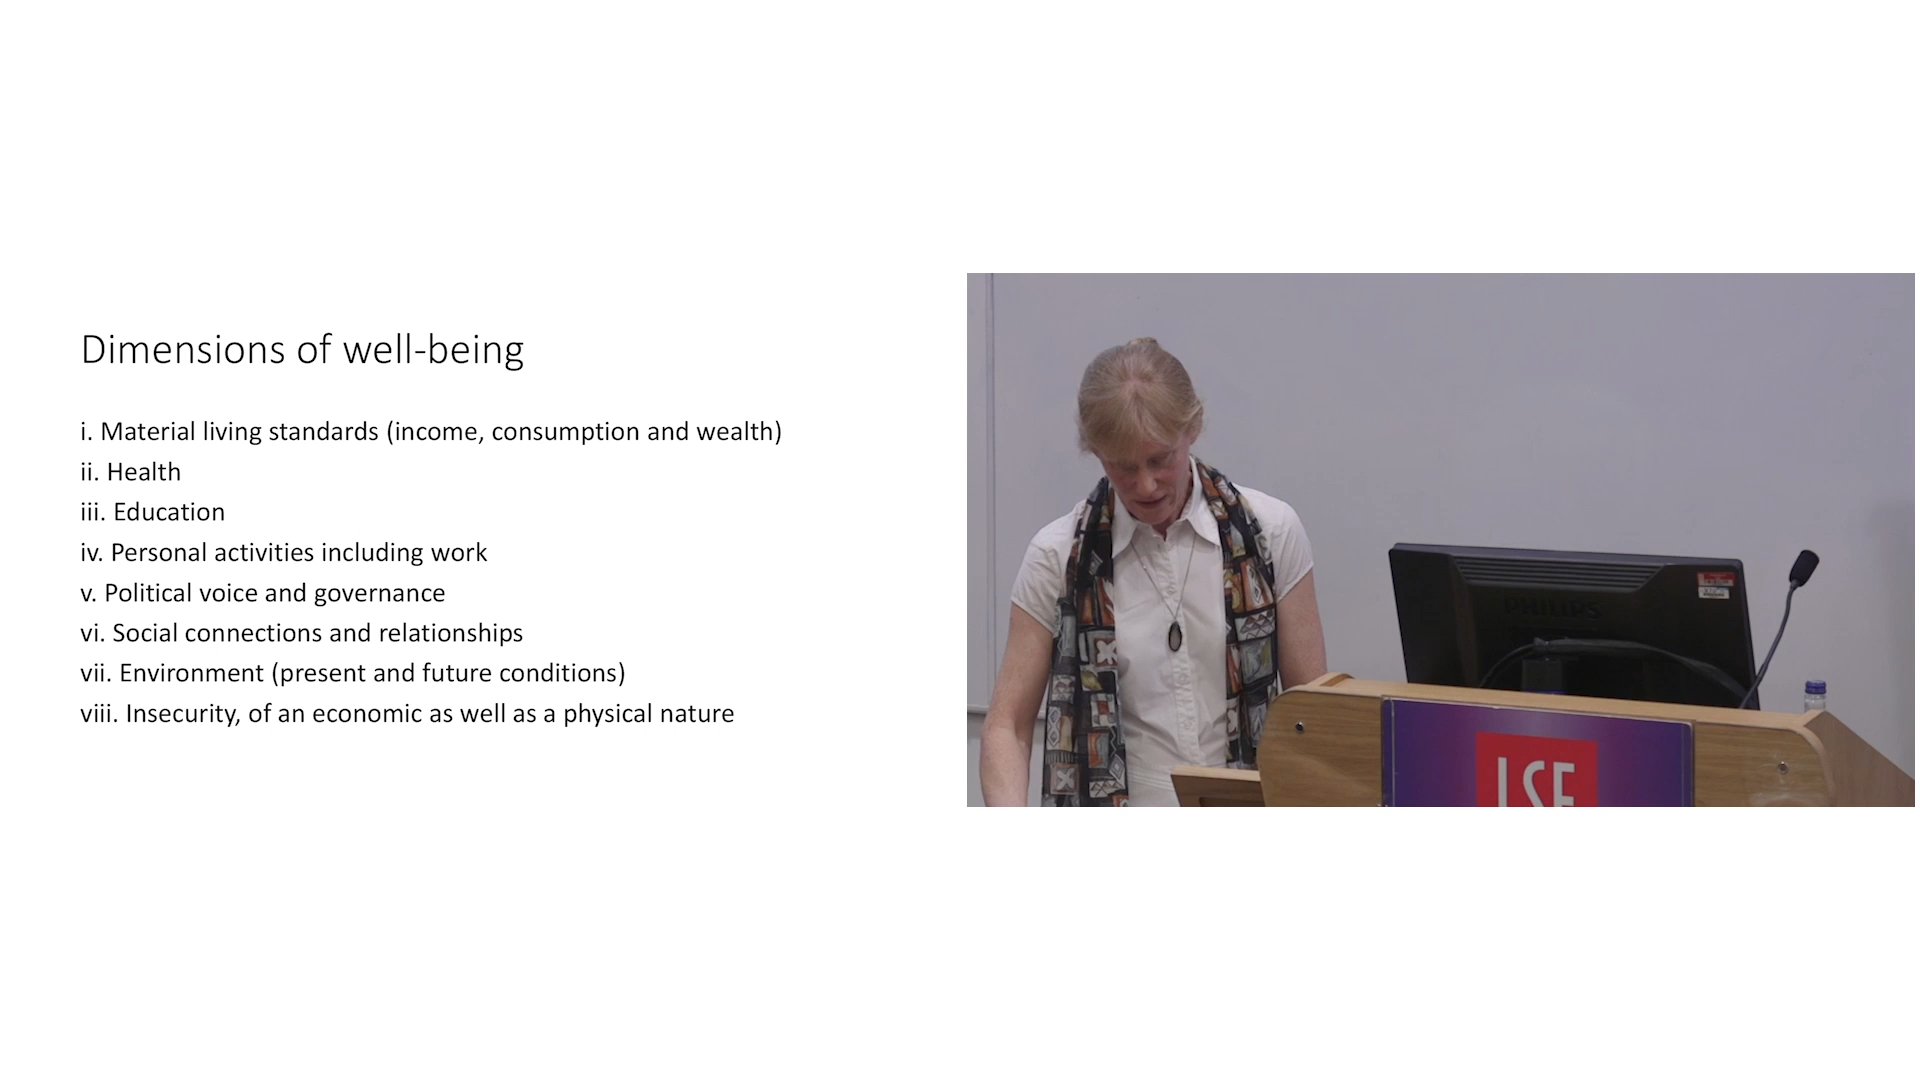 Dimensions of well-being
i. Material living standards (income, consumption and wealth)
ii. Health
iii. Education
iv. Personal activities including work
v. Political voice and governance
vi. Social connections and relationships
vii. Environment (present and future conditions)
viii. Insecurity, of an economic as well as a physical nature
PHILIPS
LSE